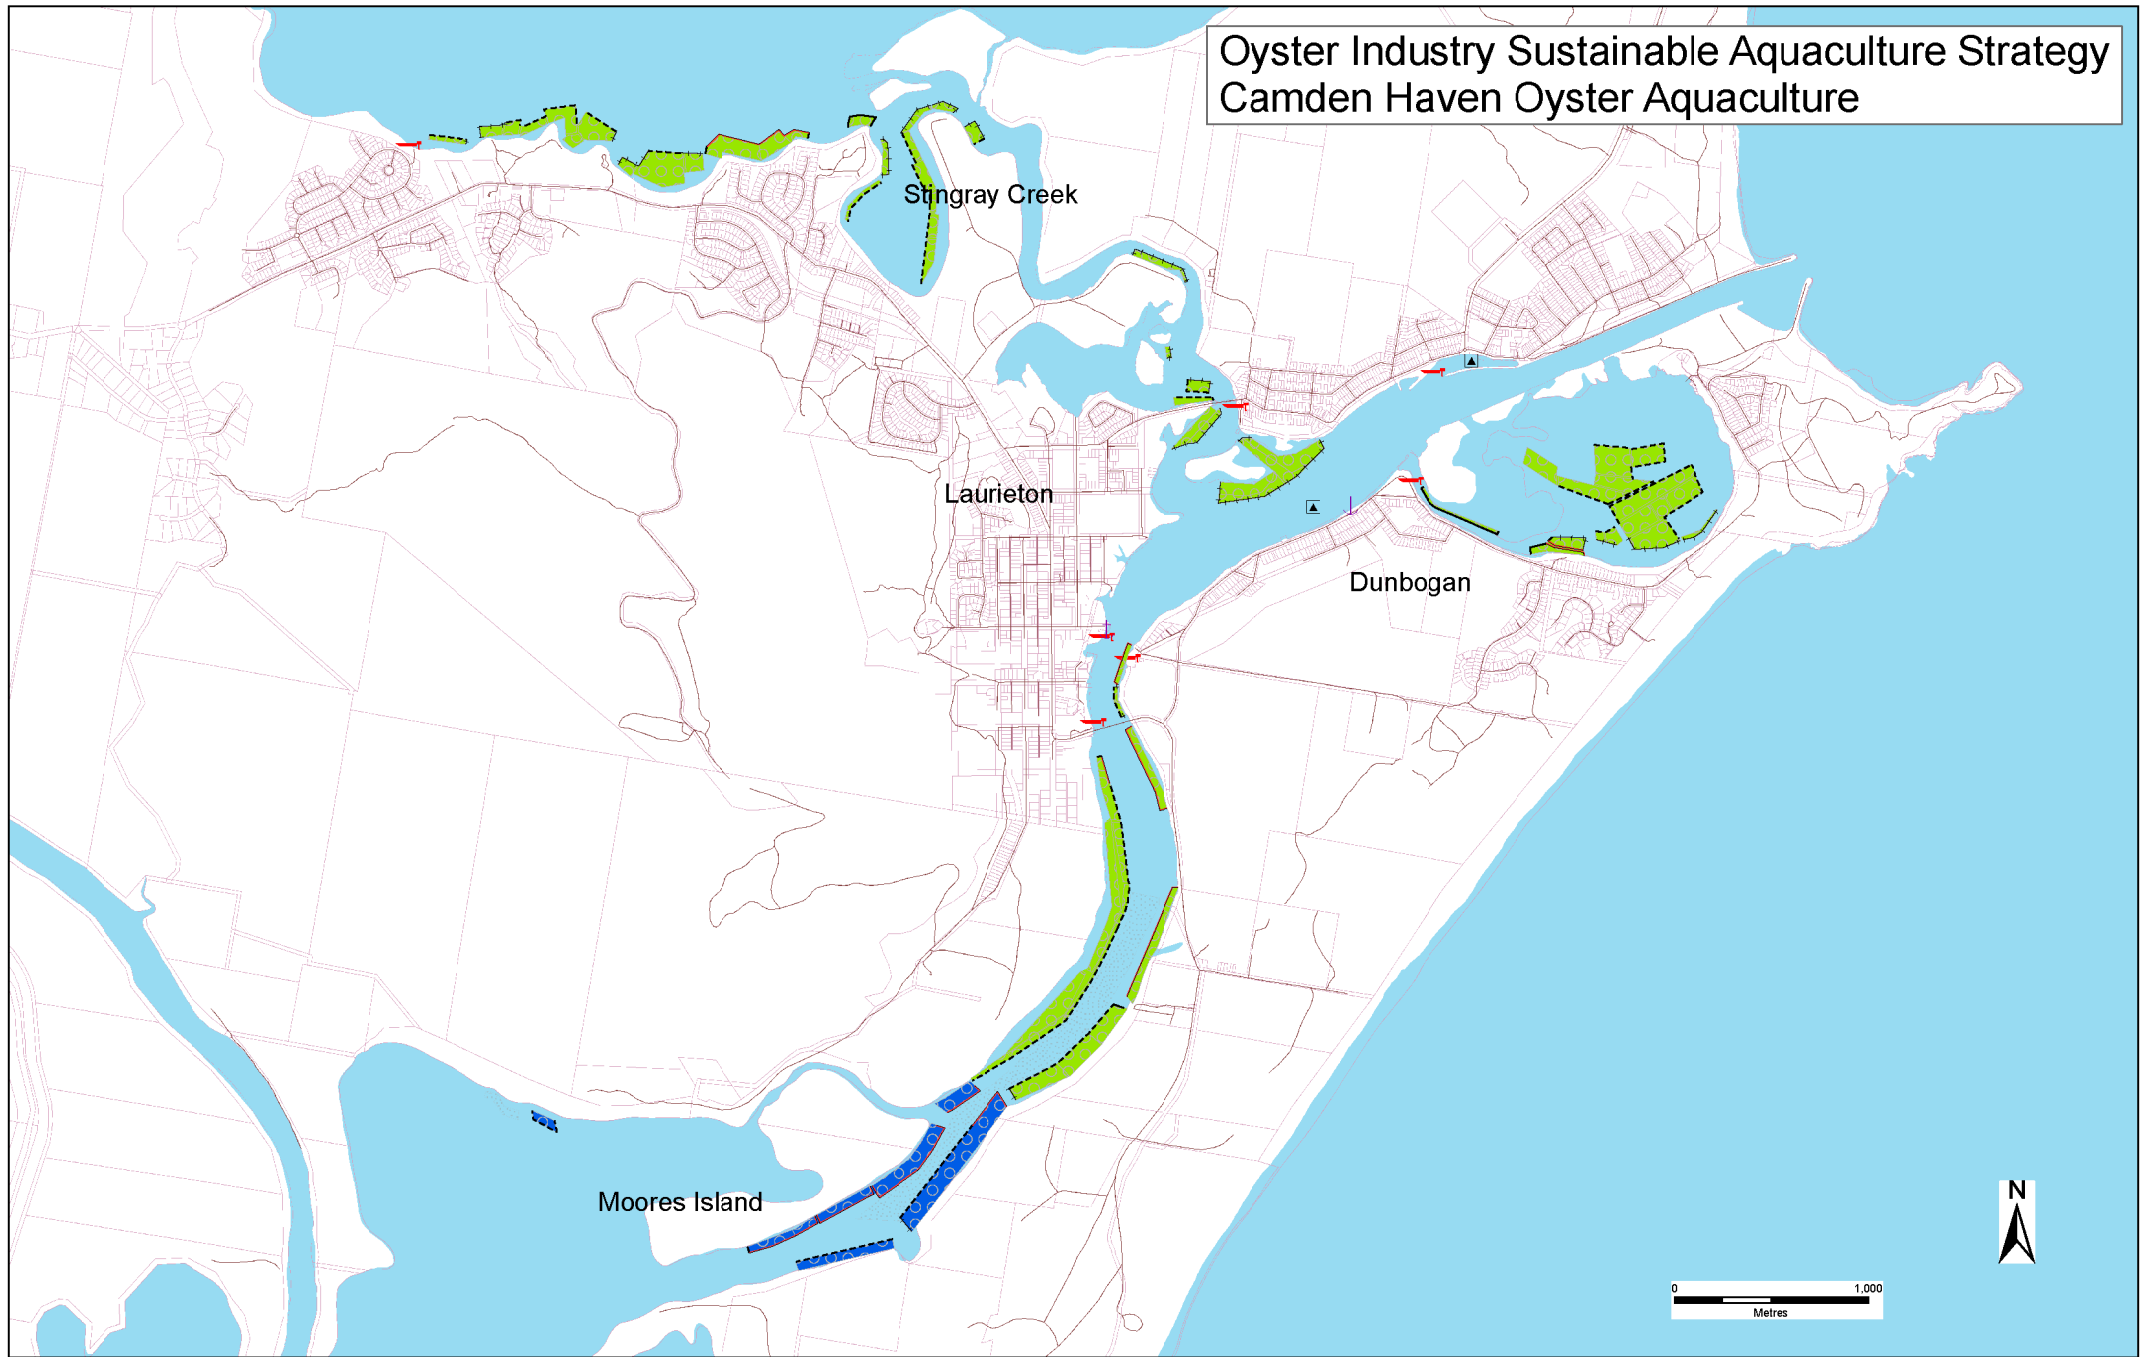 Oyster Industry Sustainable Aquaculture Strategy
Camden Haven Oyster Aquaculture
Stingray Creek
Laurieton
Dunbogan
Moores Island
N
0 1,000
Metres